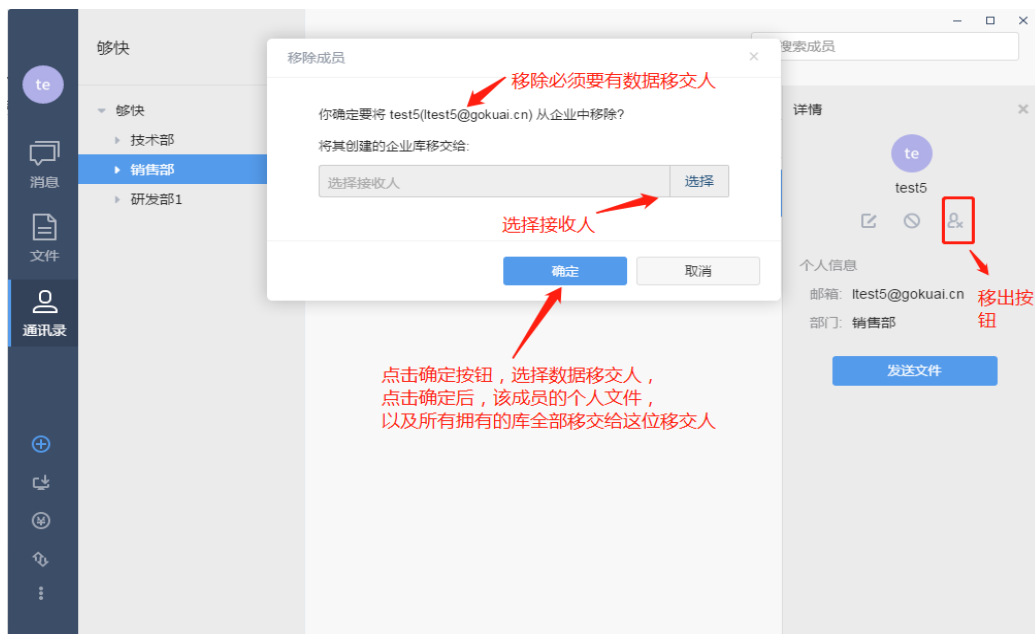 te
消息
文件
通讯录
够快
够快
技术部
销售部
研发部1
移除成员
移除必须要有数据移交人
你确定要将 test5(ltest5@gokuai.cn) 从企业中移除?
将其创建的企业库移交给:
选择接收人
选择
选择接收人
确定
取消
点击确定按钮，选择数据移交人，
点击确定后，该成员的个人文件，
以及所有拥有的库全部移交给这位移交人
搜索成员
详情
te
test5
个人信息
邮箱: ltest5@gokuai.cn
部门: 销售部
移出按
钮
发送文件